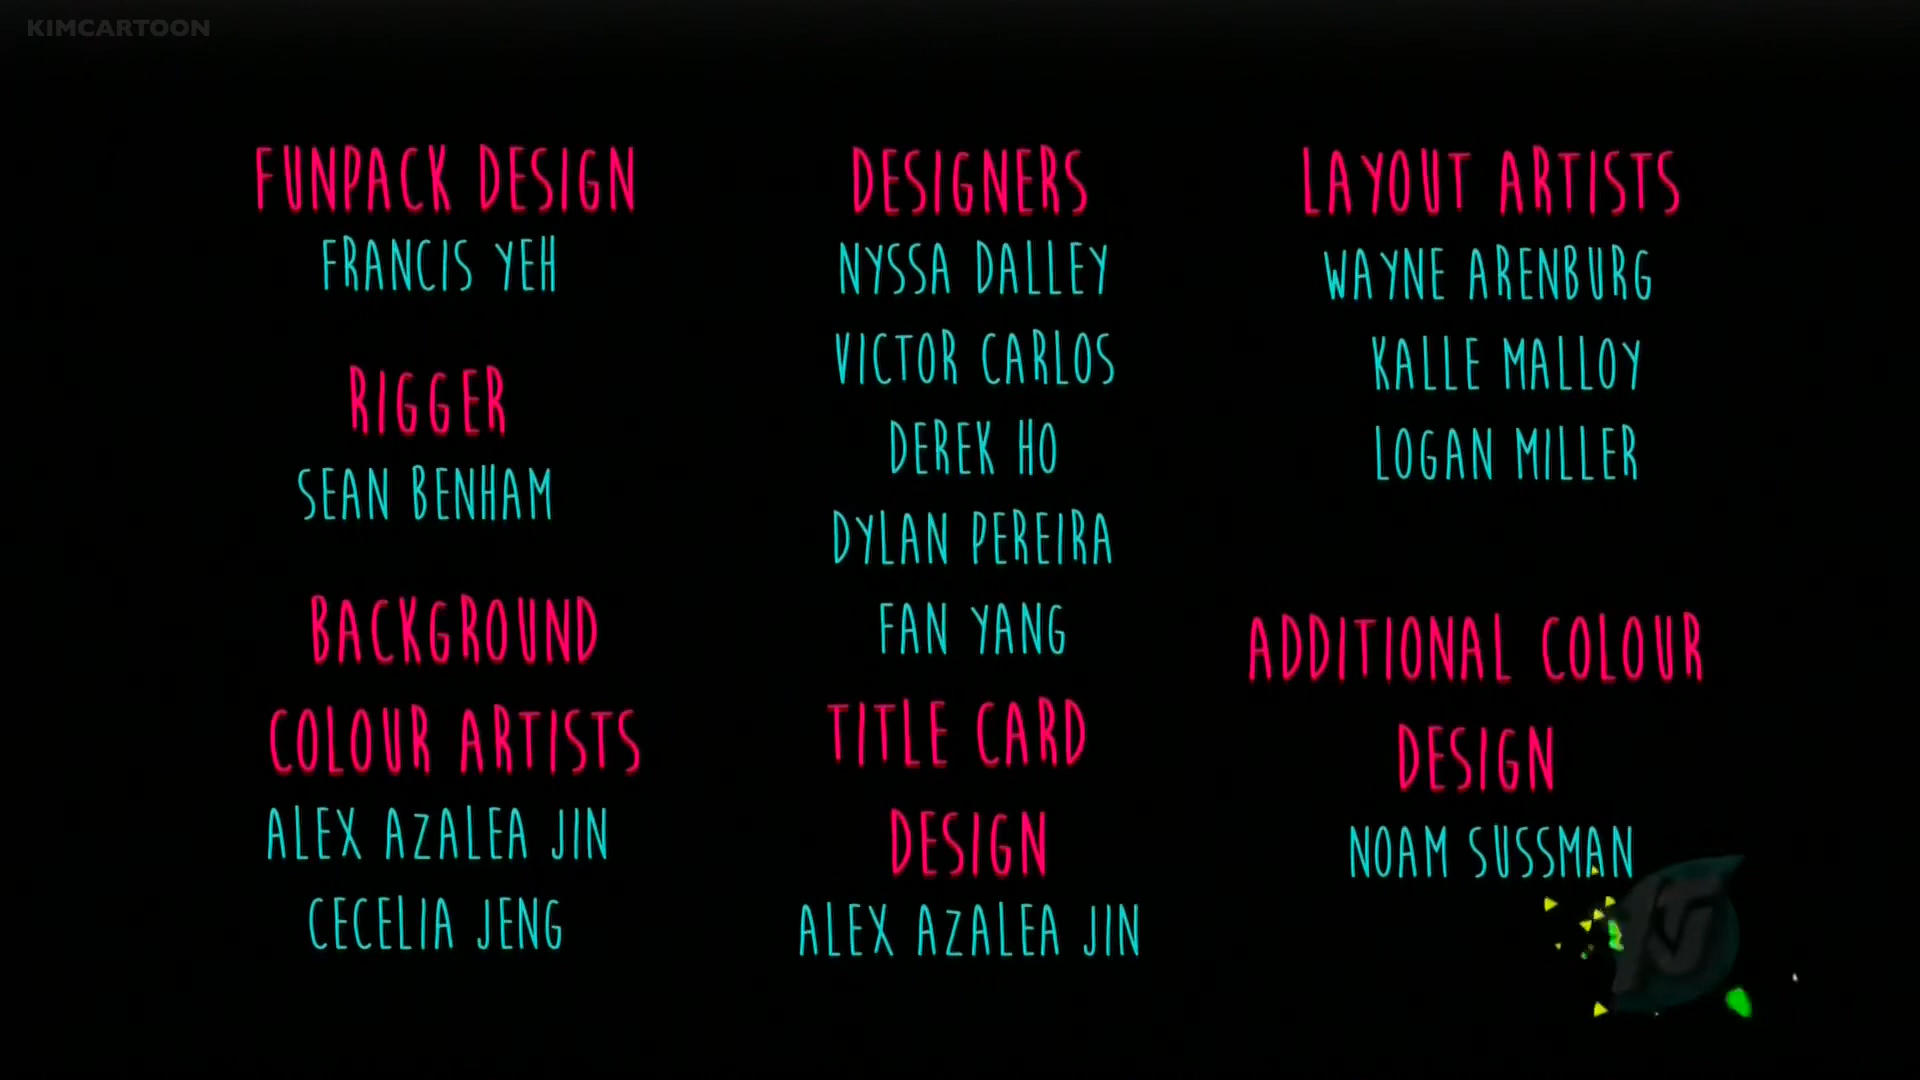 KIMCARTOON
FUNPACK DESIGN
FRANCIS YEH
RIGGER
SEAN BENHAM
BACKGROUND
COLOUR ARTISTS
ALEX AZALEA JIN
CECELIA JENG
DESIGNERS
NYSSA DALLEY
VICTOR CARLOS
DEREK HO
DYLAN PEREIRA
FAN YANG
TITLE CARD
DESIGN
ALEX AZALEA JIN
LAYOUT ARTISTS
WAYNE ARENBURG
KALLE MALLOY
LOGAN MILLER
ADDITIONAL COLOUR
DESIGN
NOAM SUSSMAN